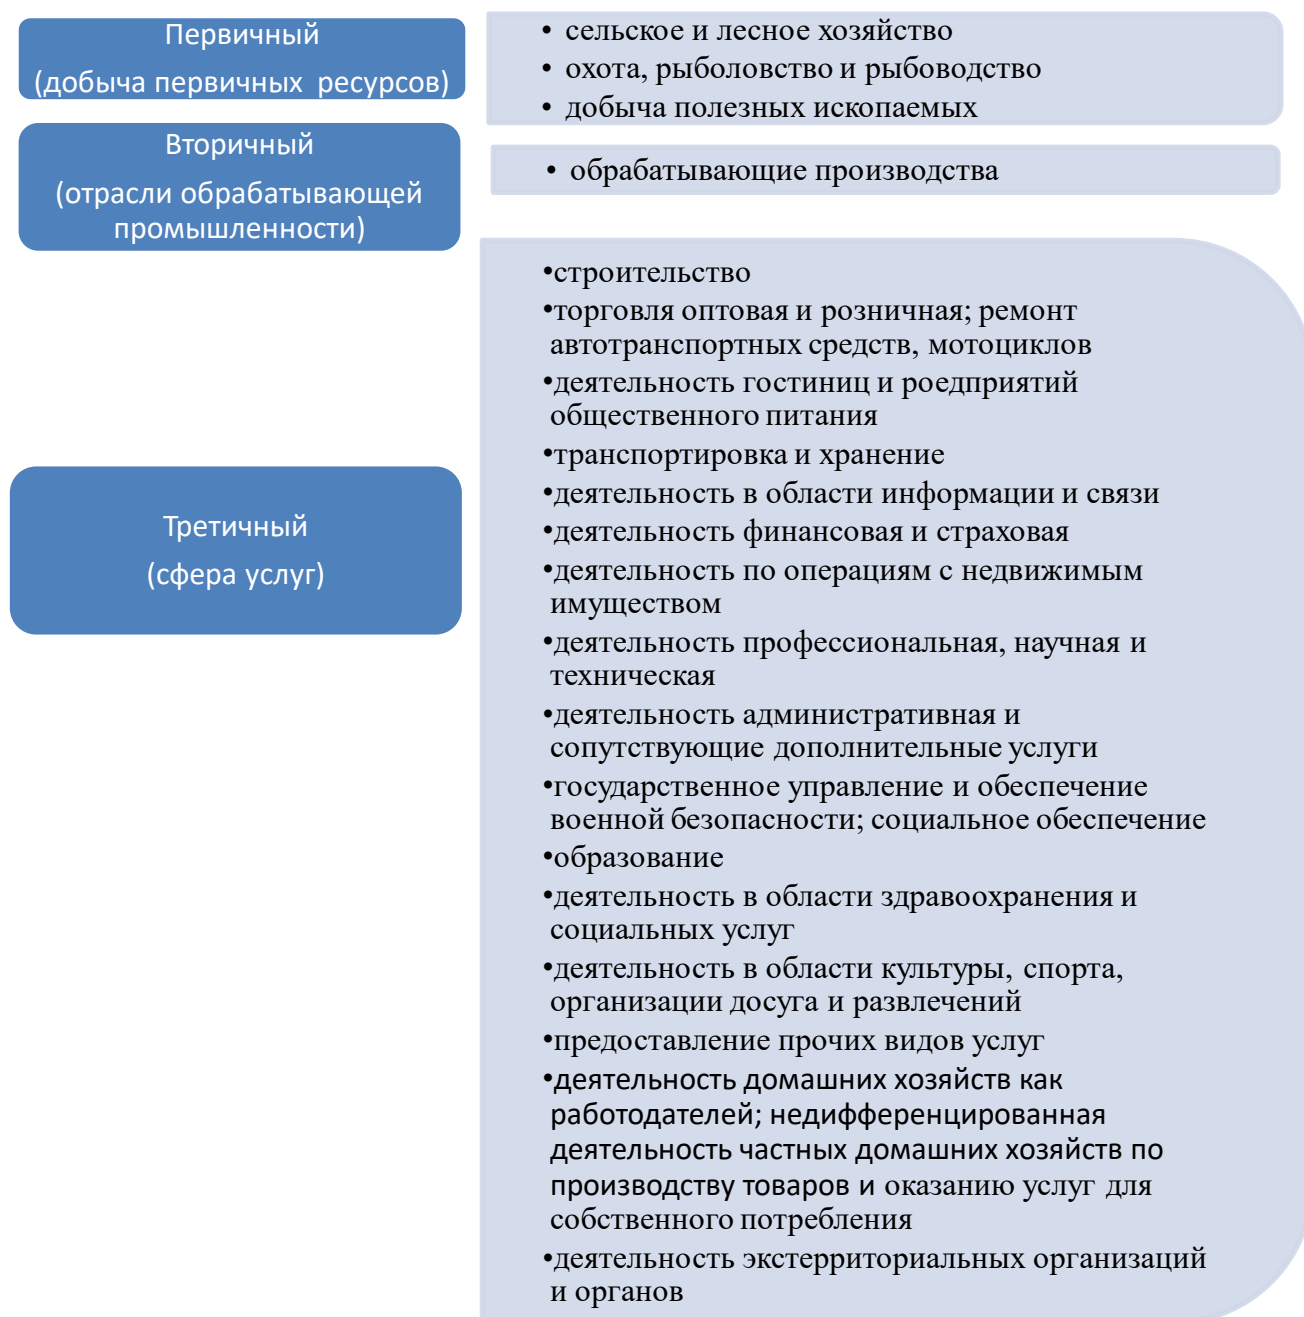 Первичный
(добыча первичных ресурсов)
• сельское и лесное хозяйство
• охота, рыболовство и рыбоводство
• добыча полезных ископаемых
Вторичный
(отрасли обрабатывающей
промышленности)
• обрабатывающие производства
Третичный
(сфера услуг)
•строительство
•торговля оптовая и розничная; ремонт
автотранспортных средств, мотоциклов
•деятельность гостиниц и роедприятий
общественного питания
•транспортировка и хранение
•деятельность в области информации и связи
•деятельность финансовая и страховая
•деятельность по операциям с недвижимым
имуществом
•деятельность профессиональная, научная и
техническая
•деятельность административная и
сопутствующие дополнительные услуги
•государственное управление и обеспечение
военной безопасности; социальное обеспечение
•образование
•деятельность в области здравоохранения и
социальных услуг
•деятельность в области культуры, спорта,
организации досуга и развлечений
•предоставление прочих видов услуг
•деятельность домашних хозяйств как
работодателей; недифференцированная
деятельность частных домашних хозяйств по
производству товаров и оказанию услуг для
собственного потребления
•деятельность экстерриториальных организаций
и органов